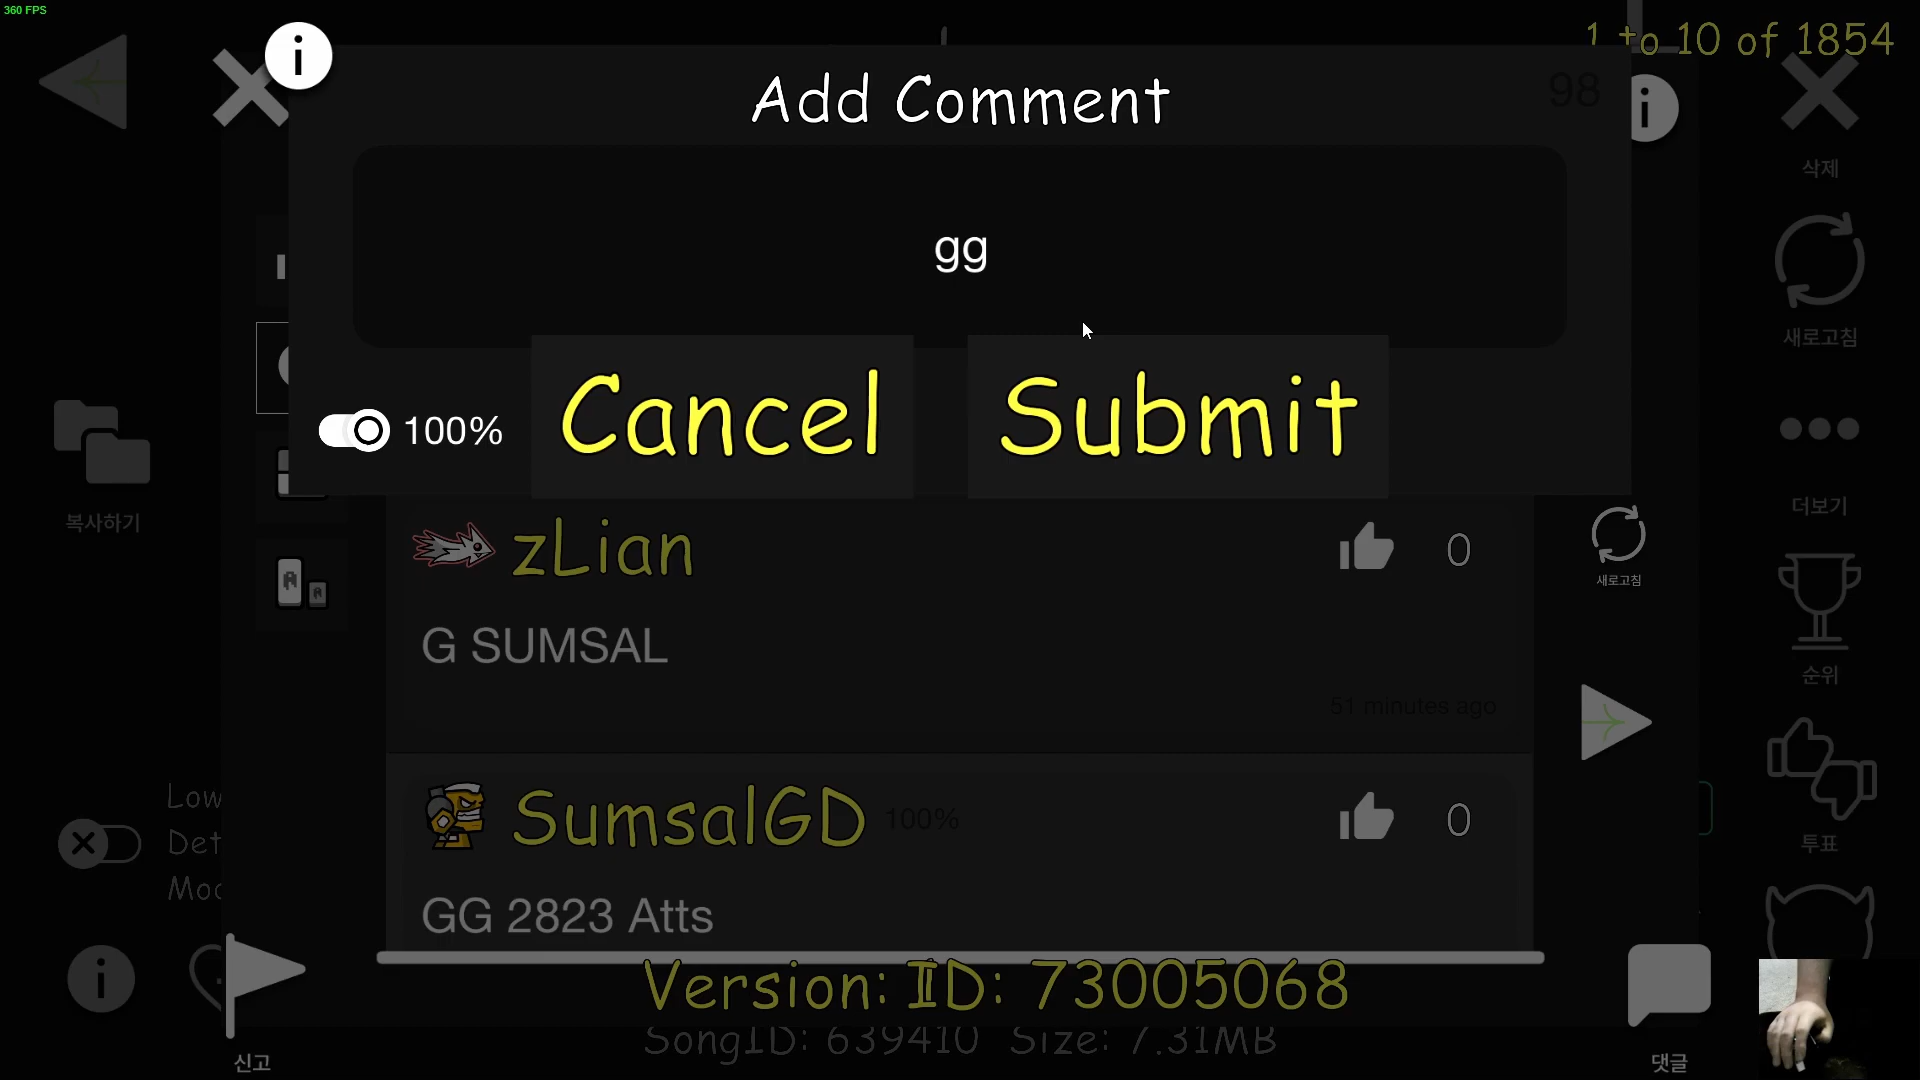 360 FPS
1 to 10 of 1854
Add Comment
98
삭제
gg
새로고침
100%
Cancel
Submit
복사하기
더보기
zLian
0
새로고침
G SUMSAL
순위
51 minutes ago
SumsalGD
100%
0
Low
Det
Mod
투표
GG 2823 Atts
Version: ID: 73005068
SongID: 639410 Size: 7.31MB
신고
댓글